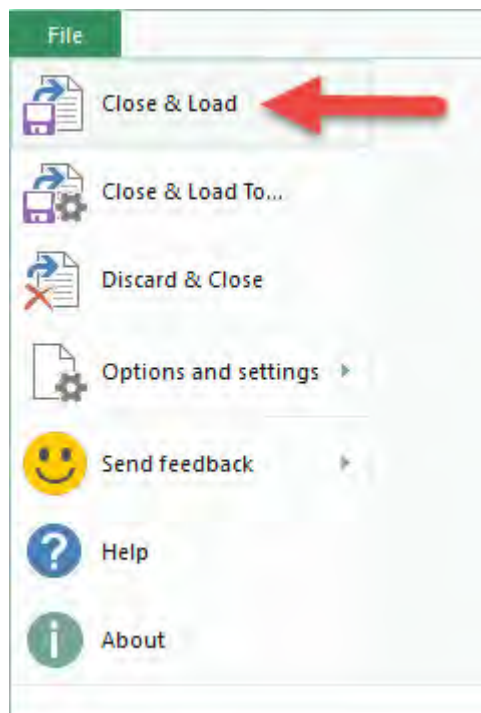 File
Close & Load
Close & Load To...
Discard & Close
Options and settings
Send feedback
Help
About